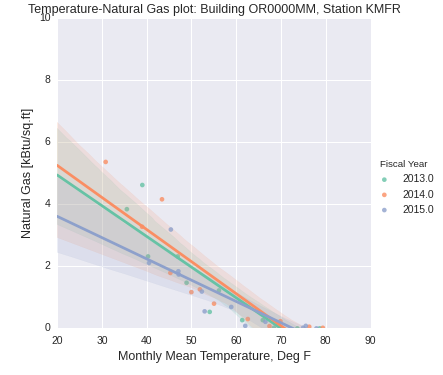 Temperature-Natural Gas plot: Building OR0000MM, Station KMFR
10
8
6
4
2
0
Natural Gas [kBtu/sq.ft]
20 30 40 50 60 70 80 90
Monthly Mean Temperature, Deg F
Fiscal Year
2013.0
2014.0
2015.0